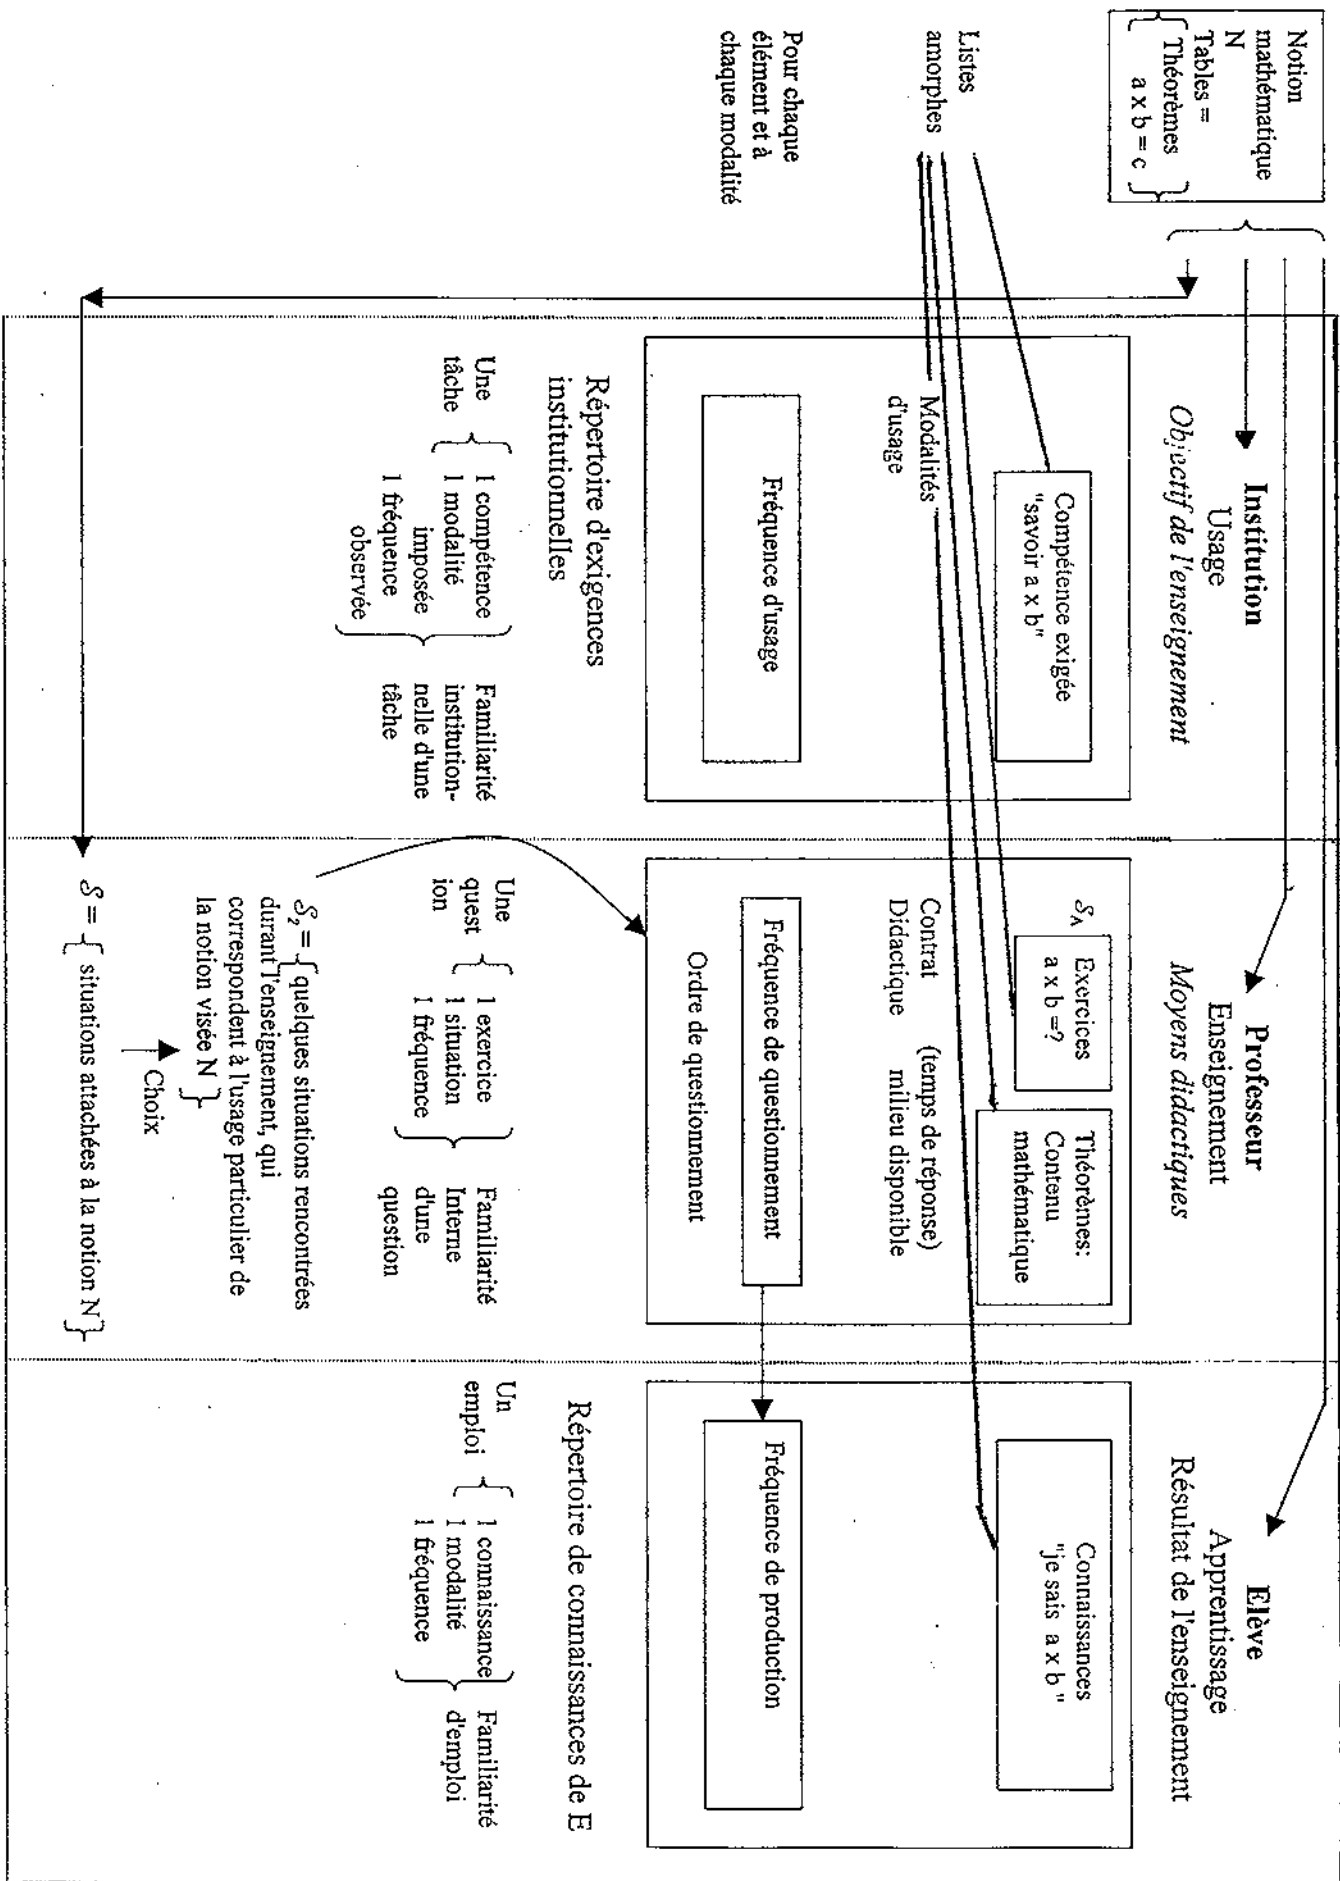 Notion
mathématique
N
Tables =
{ Théorèmes }
{ a x b = c }
Listes
amorphes
Pour chaque
élément et à
chaque modalité
Institution
Usage
Objectif de l'enseignement
Compétence exigée
"savoir a x b"
Modalités
d'usage
Fréquence d'usage
Répertoire d'exigences
institutionnelles
Une
tâche
1 compétence
1 modalité
imposée
1 fréquence
observée
Familiarité
institution-
nelle d'une
tâche
Professeur
Enseignement
Moyens didactiques
Exercices
a x b =?
Théorèmes:
Contenu
mathématique
Contrat (temps de réponse)
Didactique milieu disponible
Fréquence de questionnement
Ordre de questionnement
Une
quest
ion
1 exercice
1 situation
1 fréquence
Familiarité
Interne
d'une
question
S₂ = { quelques situations rencontrées
durant l'enseignement, qui
correspondent à l'usage particulier de
la notion visée N }
Choix
S = { situations attachées à la notion N }
Elève
Apprentissage
Résultat de l'enseignement
Connaissances
"je sais a x b "
Fréquence de production
Répertoire de connaissances de E
Un
emploi
1 connaissance
1 modalité
1 fréquence
Familiarité
d'emploi